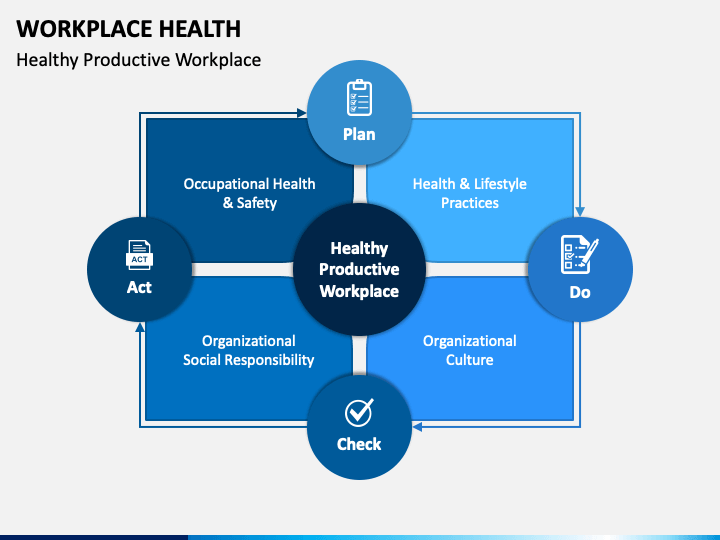 WORKPLACE HEALTH
Healthy Productive Workplace
Plan
Occupational Health
& Safety
Health & Lifestyle
Practices
Healthy
Productive
Workplace
ACT
Act
Do
Organizational
Social Responsibility
Organizational
Culture
Check